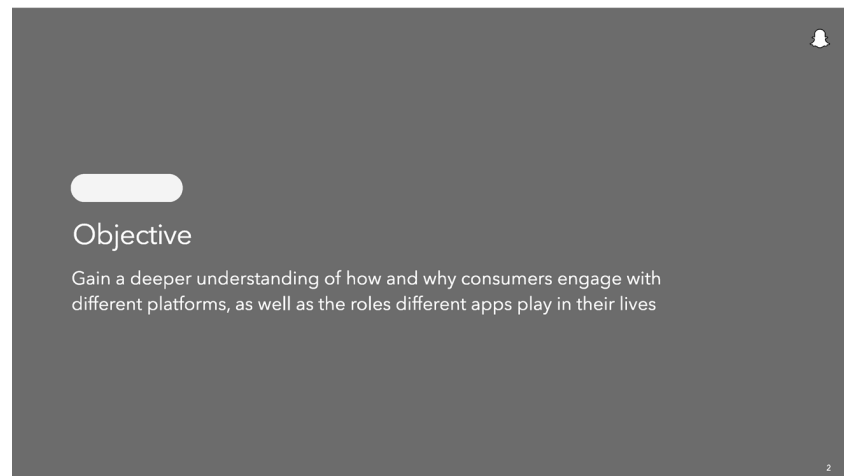 Objective
Gain a deeper understanding of how and why consumers engage with
different platforms, as well as the roles different apps play in their lives
2